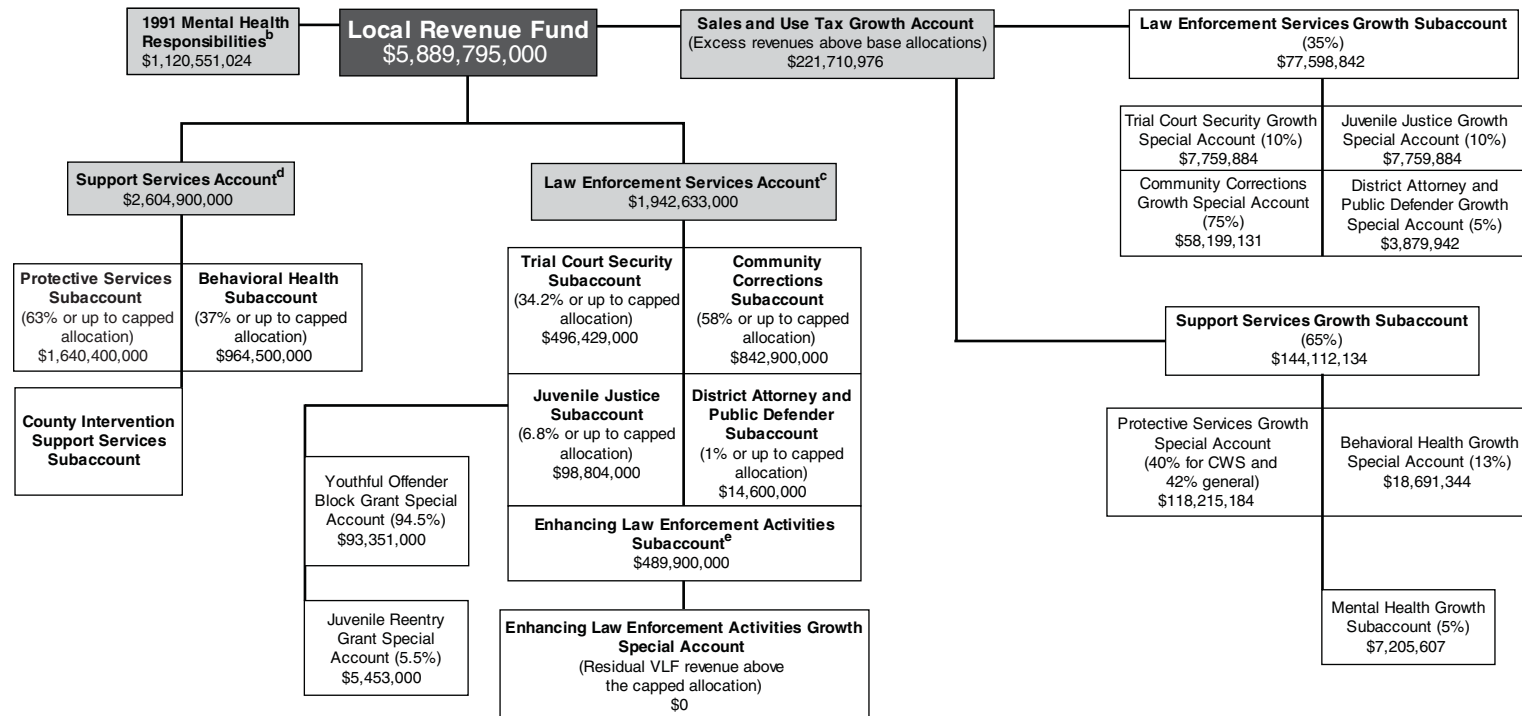 1991 Mental Health
Responsibilitiesb
$1,120,551,024
Local Revenue Fund
$5,889,795,000
Sales and Use Tax Growth Account
(Excess revenues above base allocations)
$221,710,976
Law Enforcement Services Growth Subaccount
(35%)
$77,598,842
Trial Court Security Growth
Special Account (10%)
$7,759,884
Juvenile Justice Growth
Special Account (10%)
$7,759,884
Community Corrections
Growth Special Account
(75%)
$58,199,131
District Attorney and
Public Defender Growth
Special Account (5%)
$3,879,942
Support Services Accountd
$2,604,900,000
Law Enforcement Services Accountc
$1,942,633,000
Protective Services
Subaccount
(63% or up to capped
allocation)
$1,640,400,000
Behavioral Health
Subaccount
(37% or up to capped
allocation)
$964,500,000
County Intervention
Support Services
Subaccount
Trial Court Security
Subaccount
(34.2% or up to capped
allocation)
$496,429,000
Community
Corrections
Subaccount
(58% or up to capped
allocation)
$842,900,000
Juvenile Justice
Subaccount
(6.8% or up to capped
allocation)
$98,804,000
District Attorney and
Public Defender
Subaccount
(1% or up to capped
allocation)
$14,600,000
Youthful Offender
Block Grant Special
Account (94.5%)
$93,351,000
Juvenile Reentry
Grant Special
Account (5.5%)
$5,453,000
Enhancing Law Enforcement Activities
Subaccounte
$489,900,000
Enhancing Law Enforcement Activities Growth
Special Account
(Residual VLF revenue above
the capped allocation)
$0
Support Services Growth Subaccount
(65%)
$144,112,134
Protective Services Growth
Special Account
(40% for CWS and
42% general)
$118,215,184
Behavioral Health Growth
Special Account (13%)
$18,691,344
Mental Health Growth
Subaccount (5%)
$7,205,607